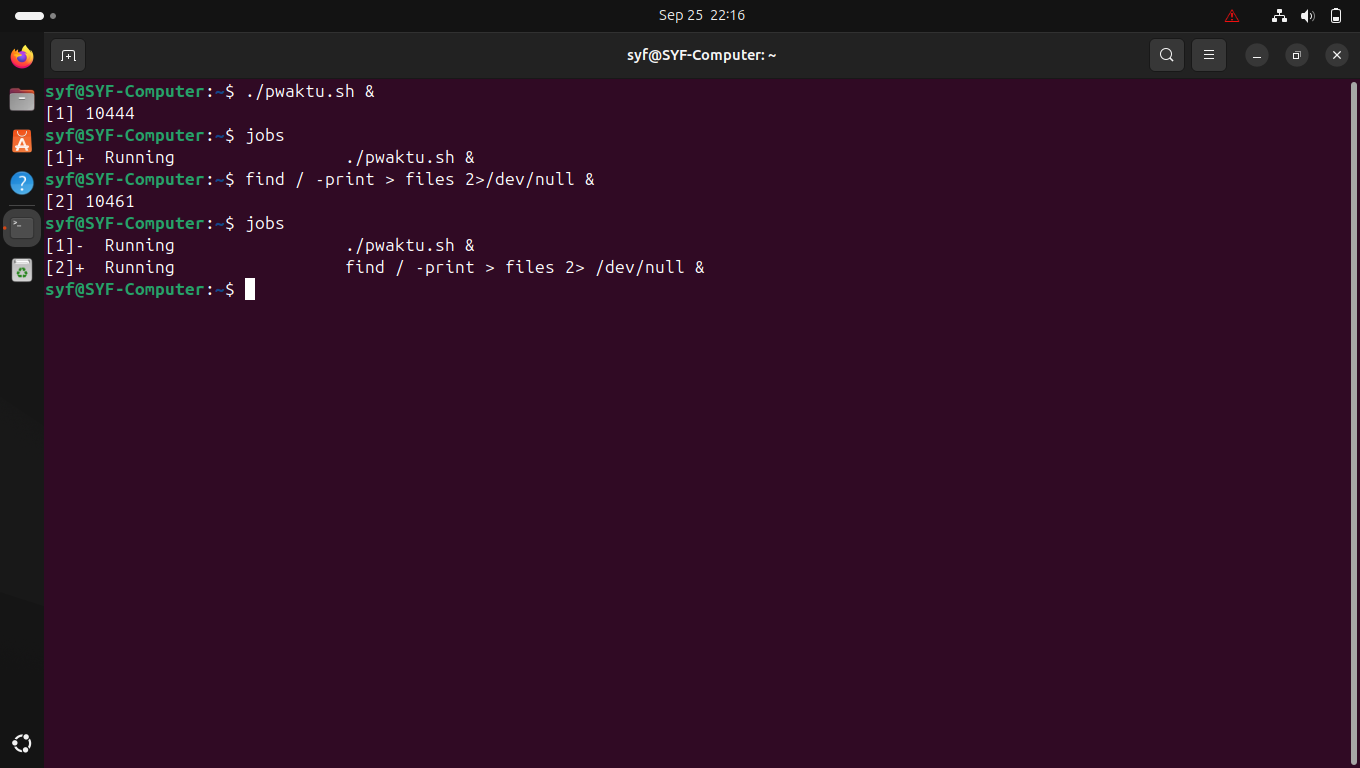 Sep 25 22:16
syf@SYF-Computer: ~
syf@SYF-Computer:~$ ./pwaktu.sh &
[1] 10444
syf@SYF-Computer:~$ jobs
[1]+  Running                 ./pwaktu.sh &
syf@SYF-Computer:~$ find / -print > files 2>/dev/null &
[2] 10461
syf@SYF-Computer:~$ jobs
[1]-  Running                 ./pwaktu.sh &
[2]+  Running                 find / -print > files 2> /dev/null &
syf@SYF-Computer:~$